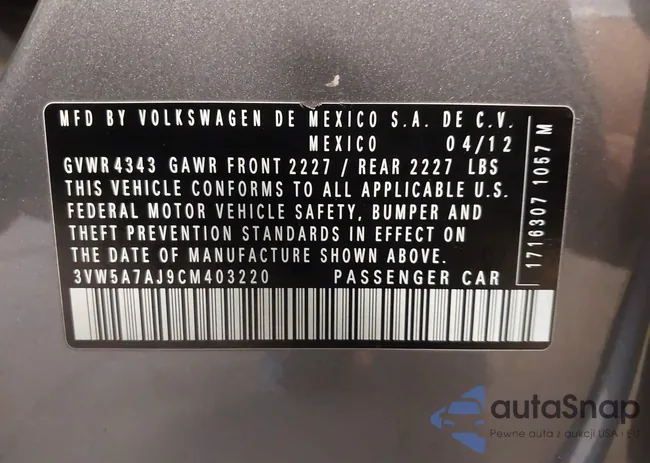 MFD BY VOLKSWAGEN DE MEXICO S.A. DE C.V.
MEXICO 04/12
GVWR 4343 GAWR FRONT 2227 / REAR 2227 LBS
THIS VEHICLE CONFORMS TO ALL APPLICABLE U.S.
FEDERAL MOTOR VEHICLE SAFETY, BUMPER AND
THEFT PREVENTION STANDARDS IN EFFECT ON
THE DATE OF MANUFACTURE SHOWN ABOVE.
3VW5A7AJ9CM403220 PASSENGER CAR
1716307 1057 M
autoSnap
Pewne auta z aukcji USA i EU